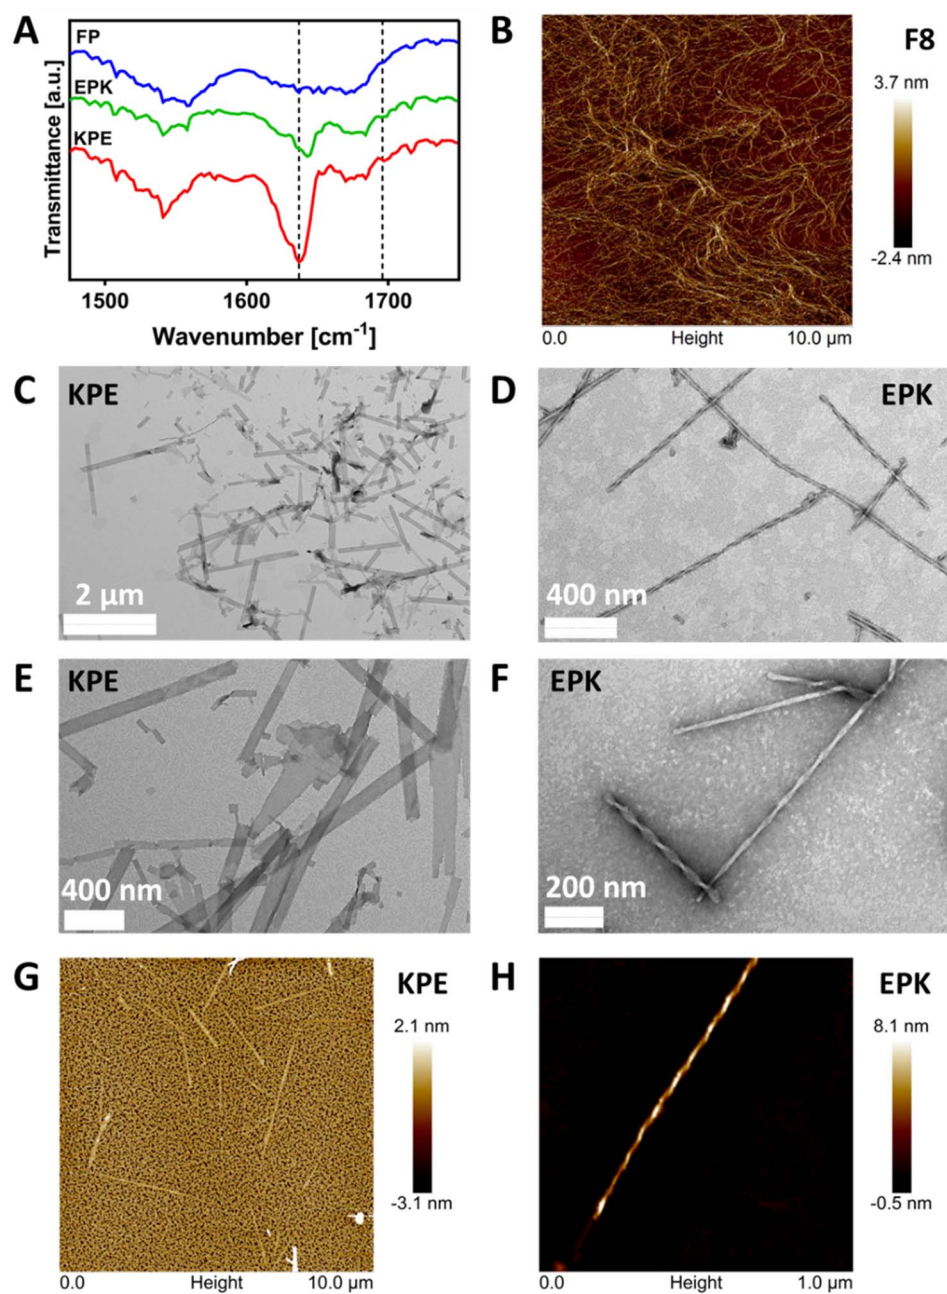 A
FP
EPK
KPE
Transmittance [a.u.]
1500 1600 1700
Wavenumber [cm⁻¹]
B
F8
3.7 nm
-2.4 nm
0.0 Height 10.0 µm
C
KPE
2 µm
D
EPK
400 nm
E
KPE
400 nm
F
EPK
200 nm
G
KPE
2.1 nm
-3.1 nm
0.0 Height 10.0 µm
H
EPK
8.1 nm
-0.5 nm
0.0 Height 1.0 µm